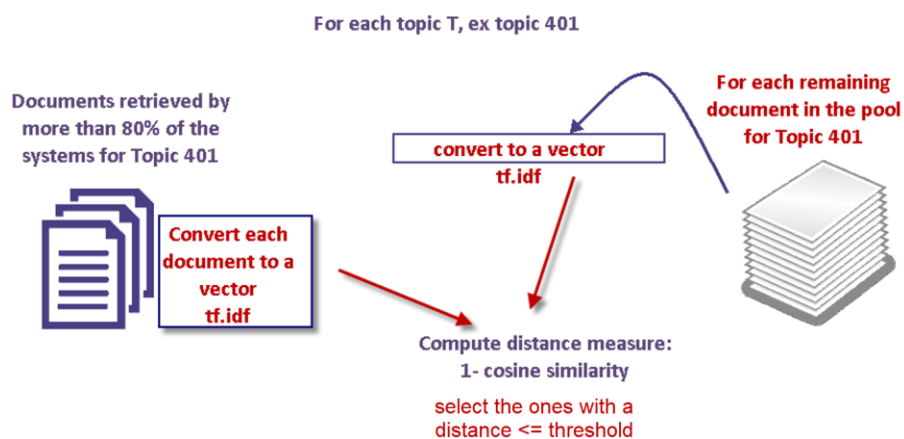 For each topic T, ex topic 401
Documents retrieved by
more than 80% of the
systems for Topic 401
For each remaining
document in the pool
for Topic 401
convert to a vector
tf.idf
Convert each
document to a
vector
tf.idf
Compute distance measure:
1- cosine similarity
select the ones with a
distance <= threshold